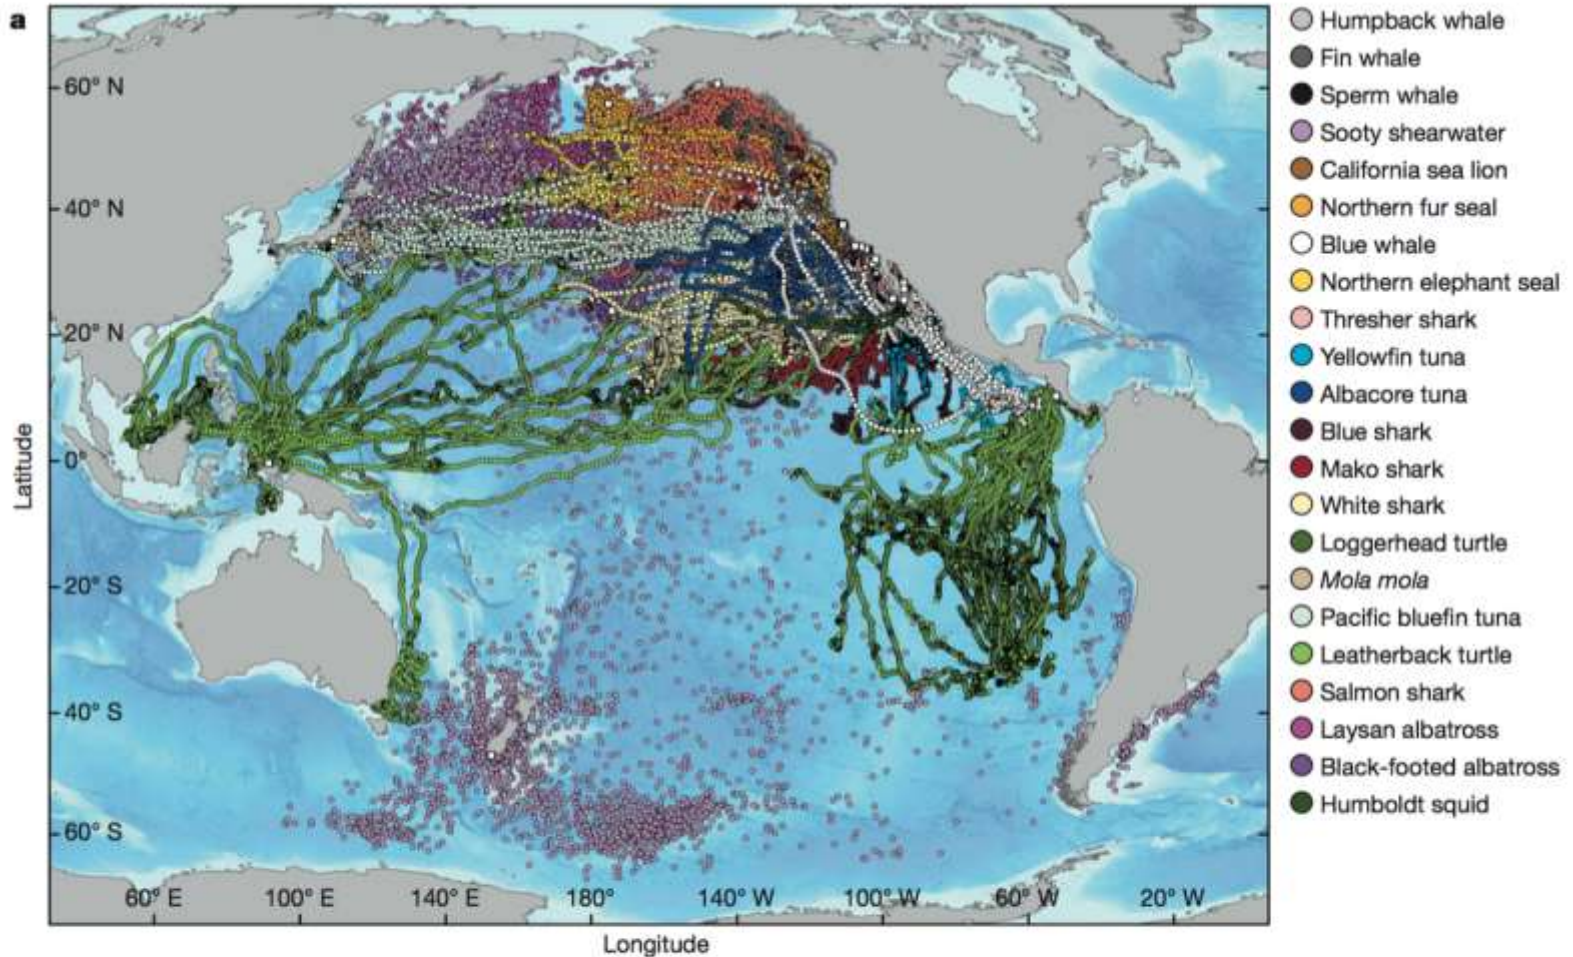 a
60° N
40° N
20° N
0°
20° S
40° S
60° S
Latitude
60° E
100° E
140° E
180°
140° W
100° W
60° W
20° W
Longitude
Humpback whale
Fin whale
Sperm whale
Sooty shearwater
California sea lion
Northern fur seal
Blue whale
Northern elephant seal
Thresher shark
Yellowfin tuna
Albacore tuna
Blue shark
Mako shark
White shark
Loggerhead turtle
Mola mola
Pacific bluefin tuna
Leatherback turtle
Salmon shark
Laysan albatross
Black-footed albatross
Humboldt squid